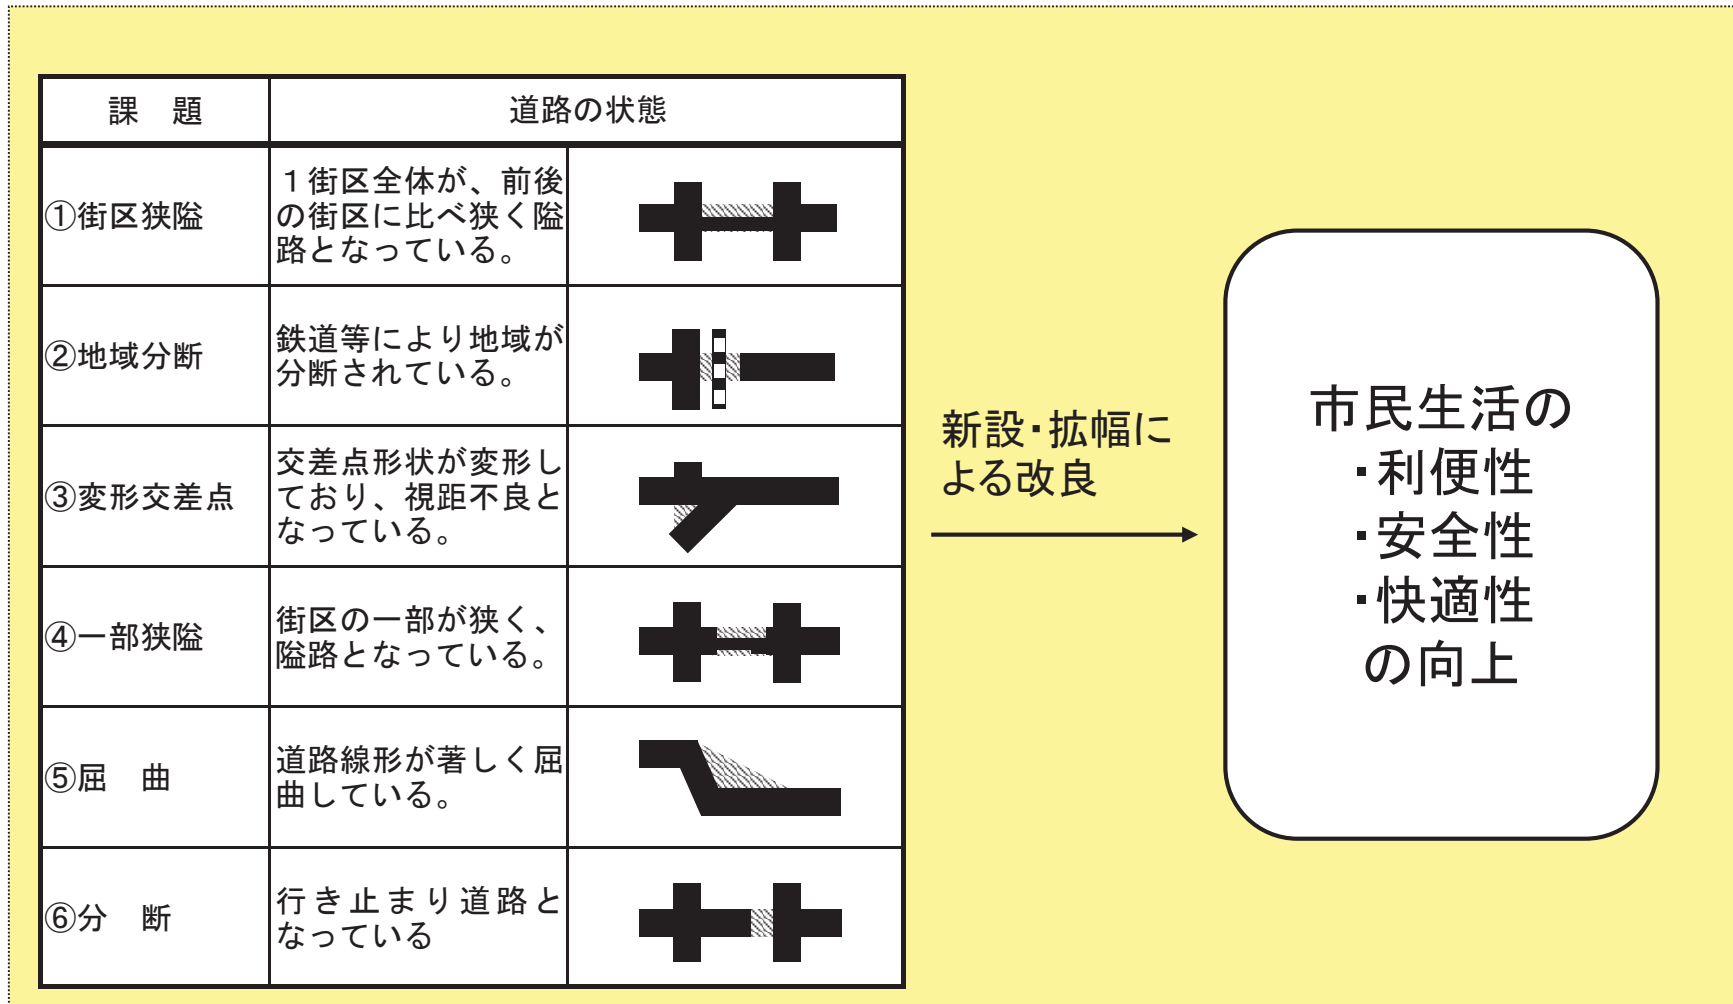 課　題
道路の状態
①街区狭隘
１街区全体が、前後
の街区に比べ狭く隘
路となっている。
②地域分断
鉄道等により地域が
分断されている。
③変形交差点
交差点形状が変形し
ており、視距不良と
なっている。
④一部狭隘
街区の一部が狭く、
隘路となっている。
⑤屈　曲
道路線形が著しく屈
曲している。
⑥分　断
行き止まり道路と
なっている
新設・拡幅に
よる改良
市民生活の
・利便性
・安全性
・快適性
の向上